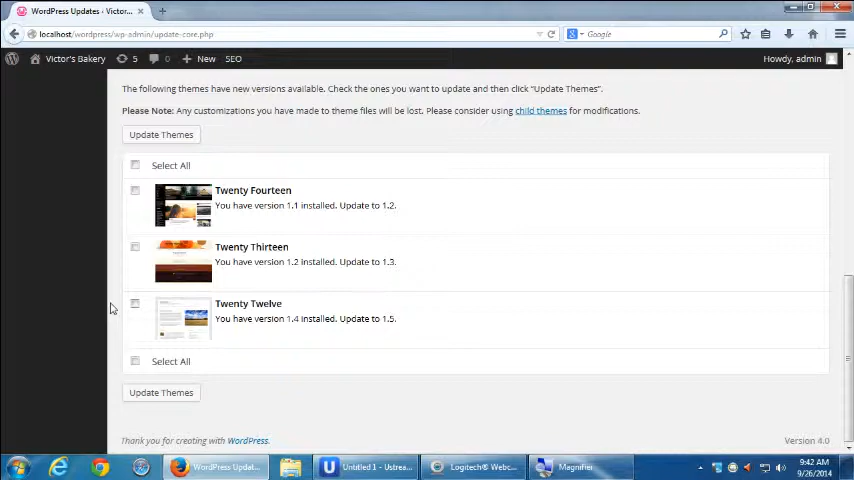 WordPress Updates ‹ Victor'...
localhost/wordpress/wp-admin/update-core.php
Google
Victor's Bakery
5
0
New
SEO
Howdy, admin
The following themes have new versions available. Check the ones you want to update and then click “Update Themes”.
Please Note: Any customizations you have made to theme files will be lost. Please consider using child themes for modifications.
Update Themes
Select All
Twenty Fourteen
You have version 1.1 installed. Update to 1.2.
Twenty Thirteen
You have version 1.2 installed. Update to 1.3.
Twenty Twelve
You have version 1.4 installed. Update to 1.5.
Select All
Update Themes
Thank you for creating with WordPress.
Version 4.0
WordPress Updat...
Untitled 1 - Ustrea...
Logitech® Webc...
Magnifier
9:42 AM
9/26/2014